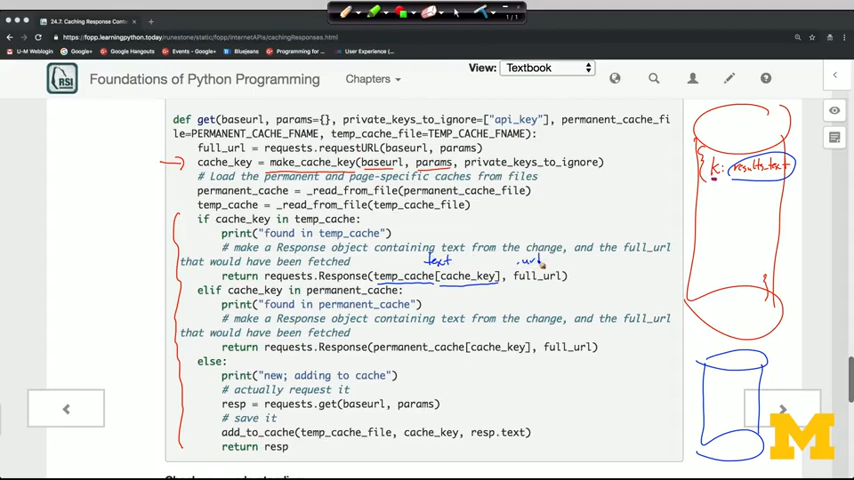 1/1
24.7. Caching Response Cont
https://fopp.learningpython.today/runestone/static/fopp/InternetAPIs/cachingResponses.html
U-M Weblogin
Google+
Google Hangouts
Events - Google+
Bluejeans
Programming for ...
User Experience (...
RSI
Foundations of Python Programming
Chapters
View:
Textbook
def get(baseurl, params={}, private_keys_to_ignore=["api_key"], permanent_cache_fi
le=PERMANENT_CACHE_FNAME, temp_cache_file=TEMP_CACHE_FNAME):
full_url = requests.requestURL(baseurl, params)
cache_key = make_cache_key(baseurl, params, private_keys_to_ignore)
# Load the permanent and page-specific caches from files
permanent_cache = _read_from_file(permanent_cache_file)
temp_cache = _read_from_file(temp_cache_file)
if cache_key in temp_cache:
print("found in temp_cache")
# make a Response object containing text from the change, and the full_url
that would have been fetched
text .url
return requests.Response(temp_cache[cache_key], full_url)
elif cache_key in permanent_cache:
print("found in permanent_cache")
# make a Response object containing text from the change, and the full_url
that would have been fetched
return requests.Response(permanent_cache[cache_key], full_url)
else:
print("new; adding to cache")
# actually request it
resp = requests.get(baseurl, params)
# save it
add_to_cache(temp_cache_file, cache_key, resp.text)
return resp
{ K: results_text
}
M